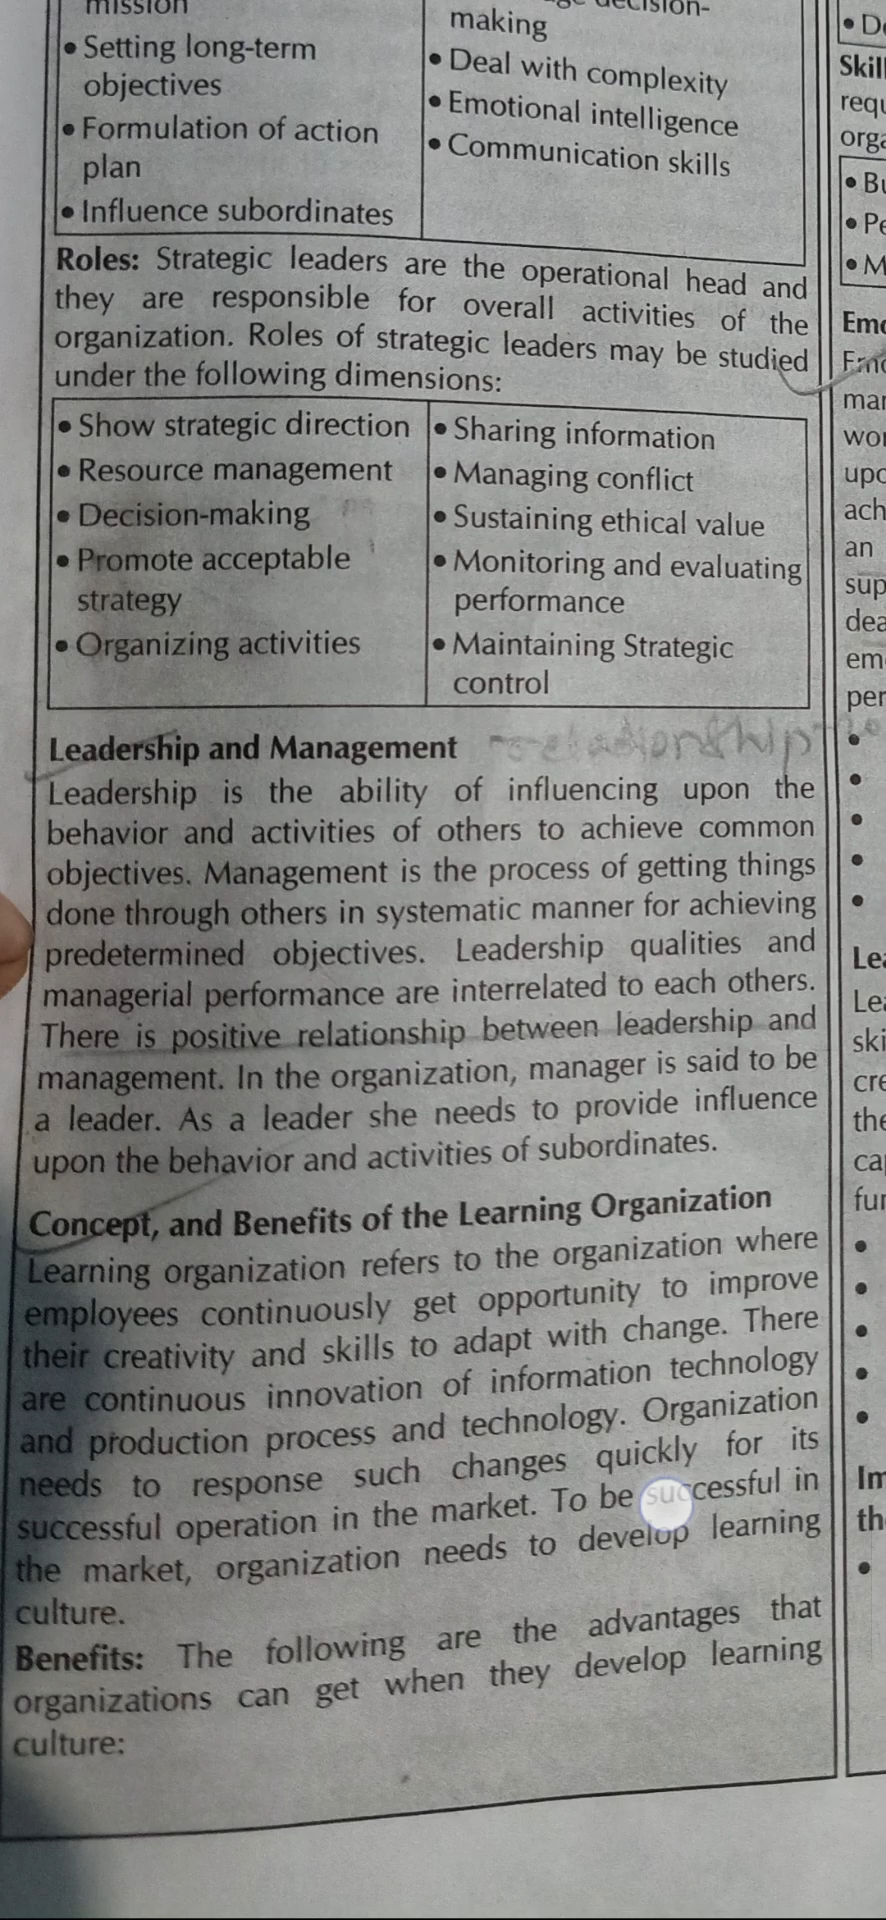 mission
• Setting long-term
objectives
• Formulation of action
plan
• Influence subordinates
decision-
making
• Deal with complexity
• Emotional intelligence
• Communication skills
Roles: Strategic leaders are the operational head and
they are responsible for overall activities of the
organization. Roles of strategic leaders may be studied
under the following dimensions:
• Show strategic direction
• Resource management
• Decision-making
• Promote acceptable
strategy
• Organizing activities
• Sharing information
• Managing conflict
• Sustaining ethical value
• Monitoring and evaluating
performance
• Maintaining Strategic
control
Leadership and Management relationship
Leadership is the ability of influencing upon the
behavior and activities of others to achieve common
objectives. Management is the process of getting things
done through others in systematic manner for achieving
predetermined objectives. Leadership qualities and
managerial performance are interrelated to each others.
There is positive relationship between leadership and
management. In the organization, manager is said to be
a leader. As a leader she needs to provide influence
upon the behavior and activities of subordinates.
Concept, and Benefits of the Learning Organization
Learning organization refers to the organization where
employees continuously get opportunity to improve
their creativity and skills to adapt with change. There
are continuous innovation of information technology
and production process and technology. Organization
needs to response such changes quickly for its
successful operation in the market. To be successful in
the market, organization needs to develop learning
culture.
Benefits: The following are the advantages that
organizations can get when they develop learning
culture: